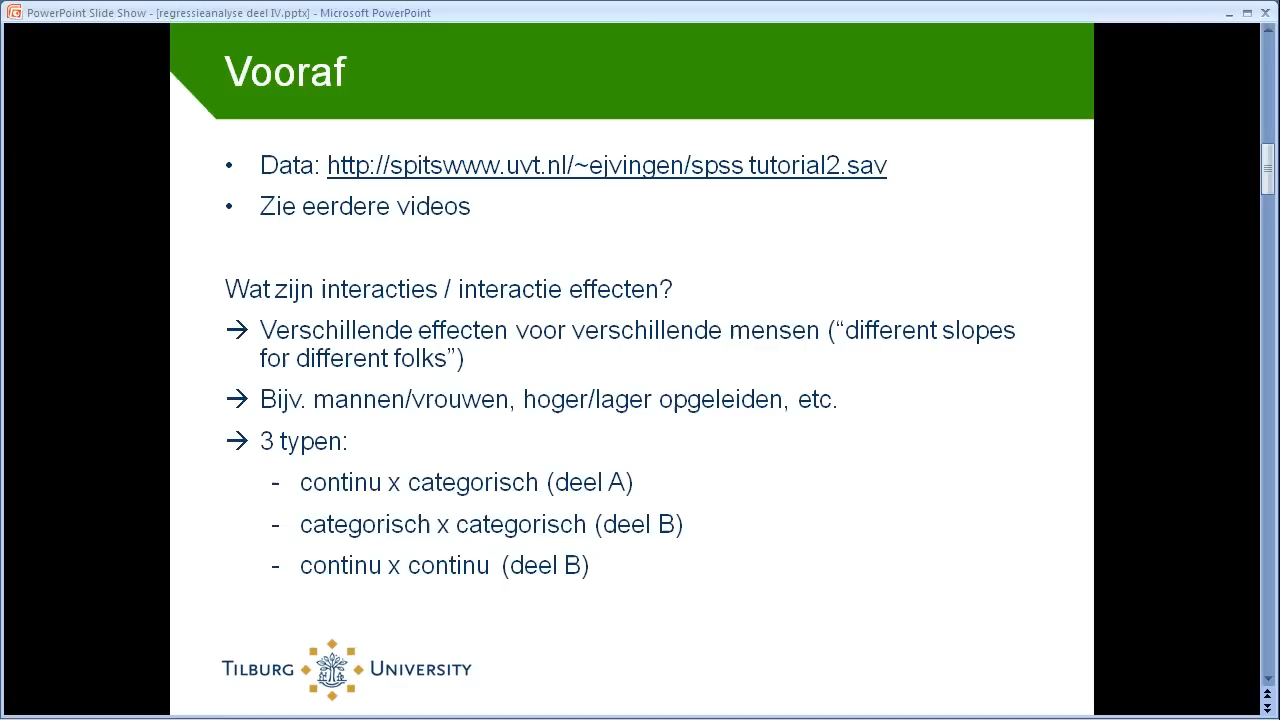 PowerPoint Slide Show - [regressieanalyse deel IV.pptx] - Microsoft PowerPoint
Vooraf
• Data: http://spitswww.uvt.nl/~ejvingen/spss tutorial2.sav
• Zie eerdere videos
Wat zijn interacties / interactie effecten?
→ Verschillende effecten voor verschillende mensen (“different slopes
for different folks”)
→ Bijv. mannen/vrouwen, hoger/lager opgeleiden, etc.
→ 3 typen:
- continu x categorisch (deel A)
- categorisch x categorisch (deel B)
- continu x continu (deel B)
TILBURG UNIVERSITY